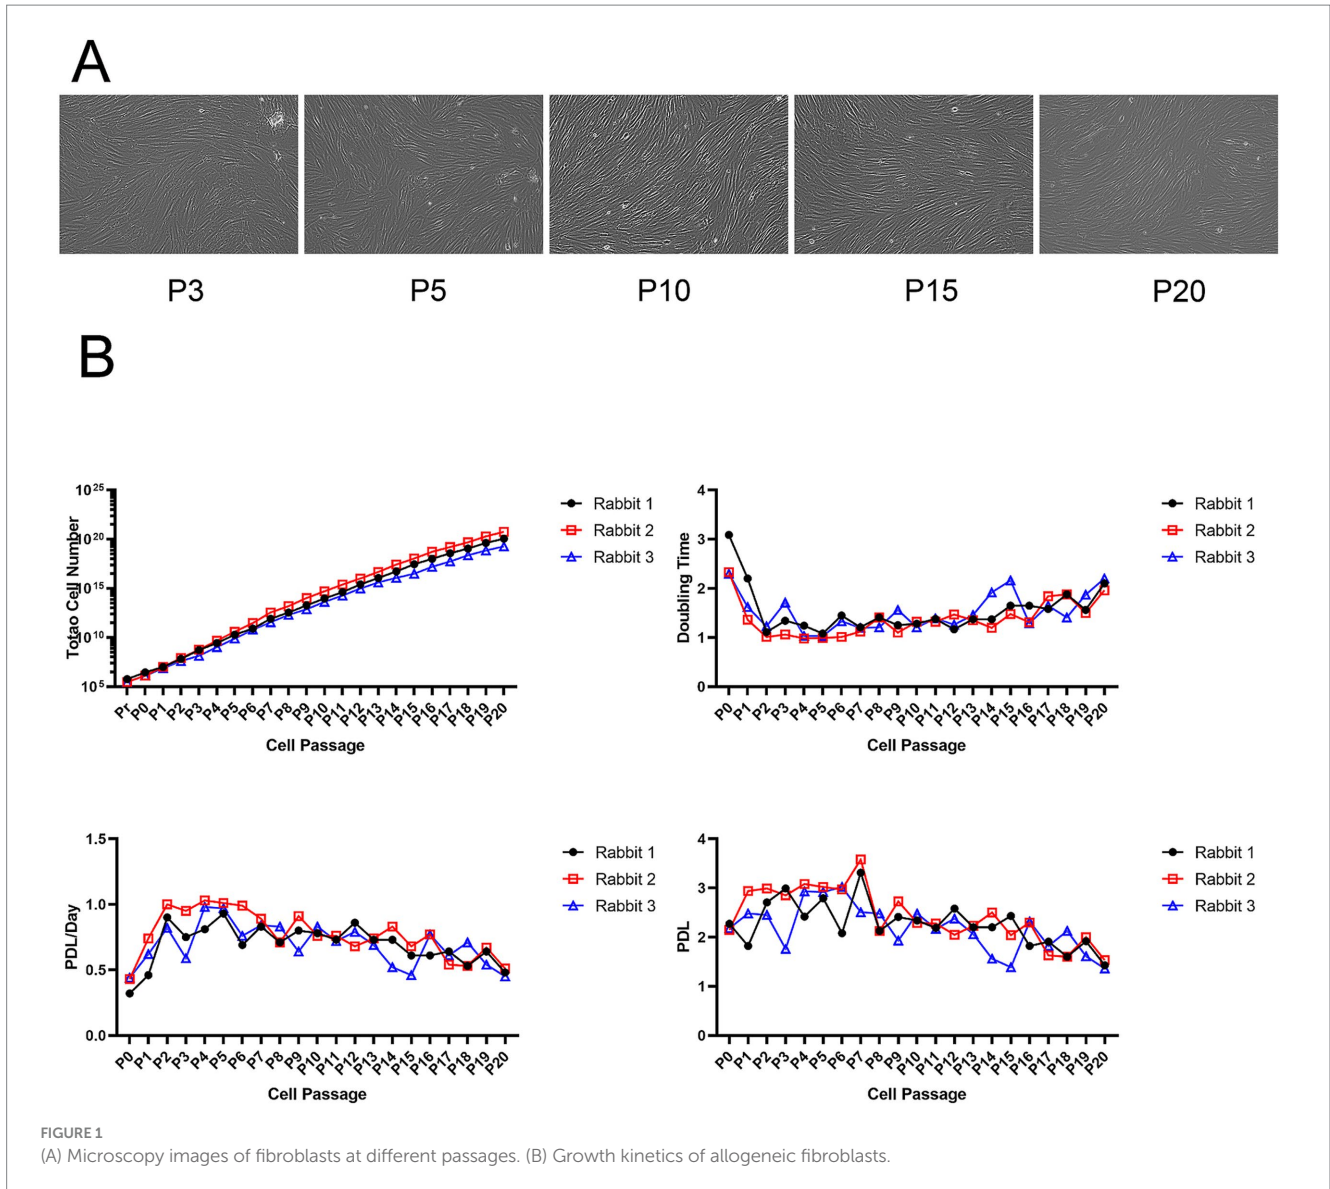 A
P3 P5 P10 P15 P20
B
10^25
10^20
10^15
10^10
10^5
Totao Cell Number
Pr P0 P1 P2 P3 P4 P5 P6 P7 P8 P9 P10 P11 P12 P13 P14 P15 P16 P17 P18 P19 P20
Cell Passage
Rabbit 1
Rabbit 2
Rabbit 3
4
3
2
1
0
Doubling Time
P0 P1 P2 P3 P4 P5 P6 P7 P8 P9 P10 P11 P12 P13 P14 P15 P16 P17 P18 P19 P20
Cell Passage
Rabbit 1
Rabbit 2
Rabbit 3
1.5
1.0
0.5
0.0
PDL/Day
P0 P1 P2 P3 P4 P5 P6 P7 P8 P9 P10 P11 P12 P13 P14 P15 P16 P17 P18 P19 P20
Cell Passage
Rabbit 1
Rabbit 2
Rabbit 3
4
3
2
1
0
PDL
P0 P1 P2 P3 P4 P5 P6 P7 P8 P9 P10 P11 P12 P13 P14 P15 P16 P17 P18 P19 P20
Cell Passage
Rabbit 1
Rabbit 2
Rabbit 3
FIGURE 1
(A) Microscopy images of fibroblasts at different passages. (B) Growth kinetics of allogeneic fibroblasts.